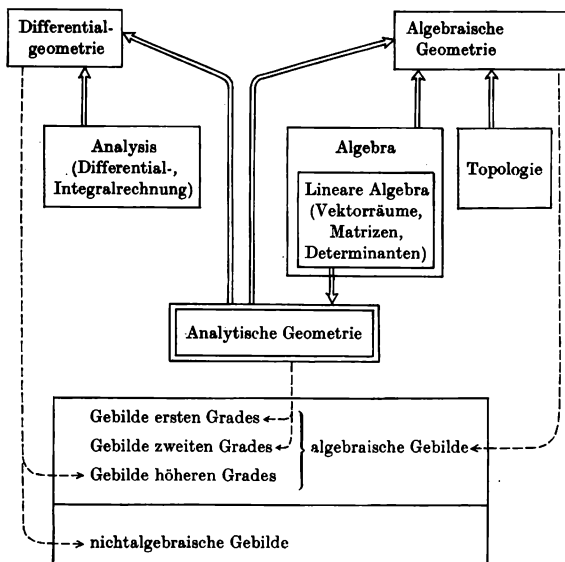 Differential-
geometrie
Algebraische
Geometrie
Analysis
(Differential-,
Integralrechnung)
Algebra
Lineare Algebra
(Vektorräume,
Matrizen,
Determinanten)
Topologie
Analytische Geometrie
Gebilde ersten Grades
Gebilde zweiten Grades
Gebilde höheren Grades
algebraische Gebilde
nichtalgebraische Gebilde